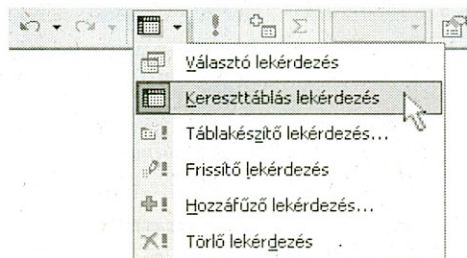 Választó lekérdezés
Kereszttáblás lekérdezés
Táblakészítő lekérdezés...
Frissítő lekérdezés
Hozzáfűző lekérdezés...
Törlő lekérdezés